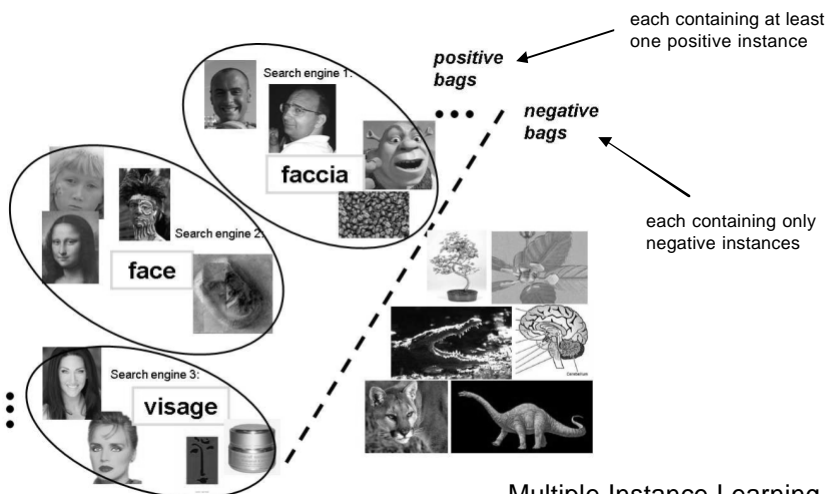 each containing at least
one positive instance
positive
bags
negative
bags
Search engine 1:
faccia
each containing only
negative instances
Search engine 2:
face
Search engine 3:
visage
Cerebellum
Multiple Instance Learning